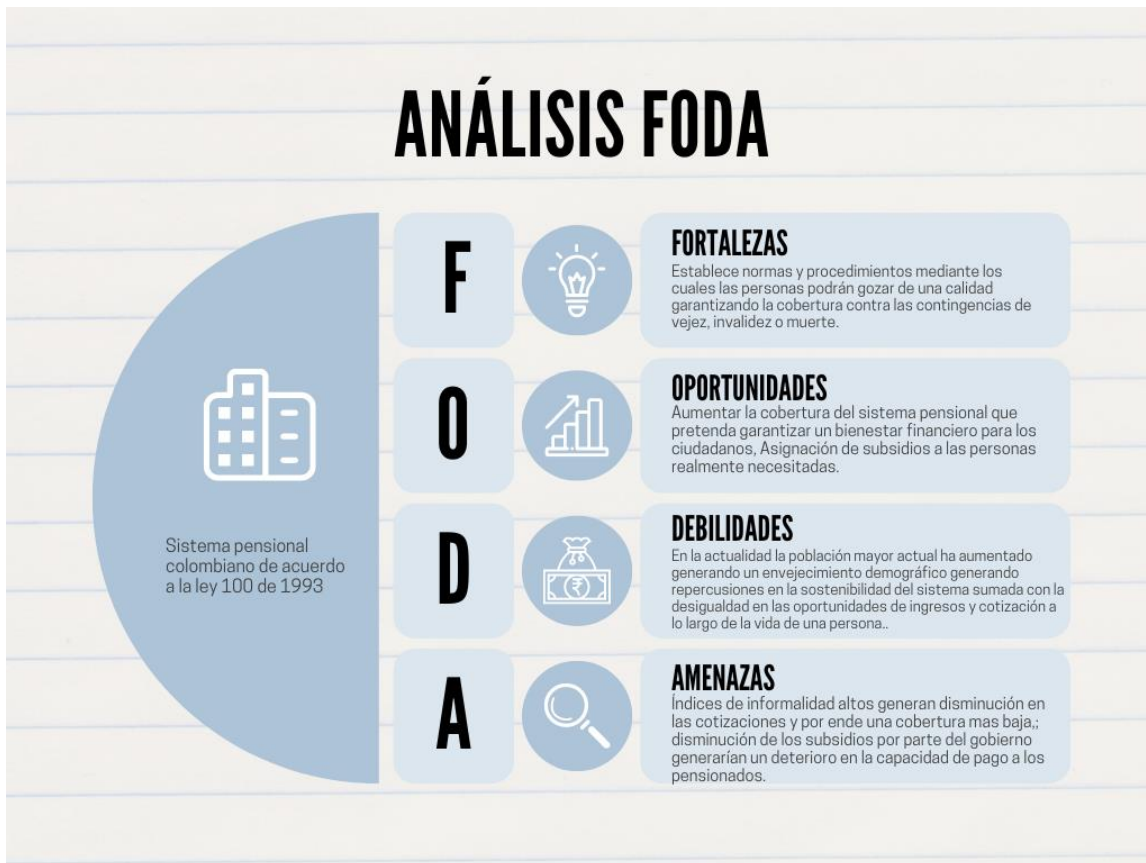 ANÁLISIS FODA
Sistema pensional
colombiano de acuerdo
a la ley 100 de 1993
F
FORTALEZAS
Establece normas y procedimientos mediante los
cuales las personas podrán gozar de una calidad
garantizando la cobertura contra las contingencias de
vejez, invalidez o muerte.
O
OPORTUNIDADES
Aumentar la cobertura del sistema pensional que
pretenda garantizar un bienestar financiero para los
ciudadanos, Asignación de subsidios a las personas
realmente necesitadas.
D
DEBILIDADES
En la actualidad la población mayor actual ha aumentado
generando un envejecimiento demográfico generando
repercusiones en la sostenibilidad del sistema sumada con la
desigualdad en las oportunidades de ingresos y cotización a
lo largo de la vida de una persona..
A
AMENAZAS
Índices de informalidad altos generan disminución en
las cotizaciones y por ende una cobertura mas baja,;
disminución de los subsidios por parte del gobierno
generarían un deterioro en la capacidad de pago a los
pensionados.